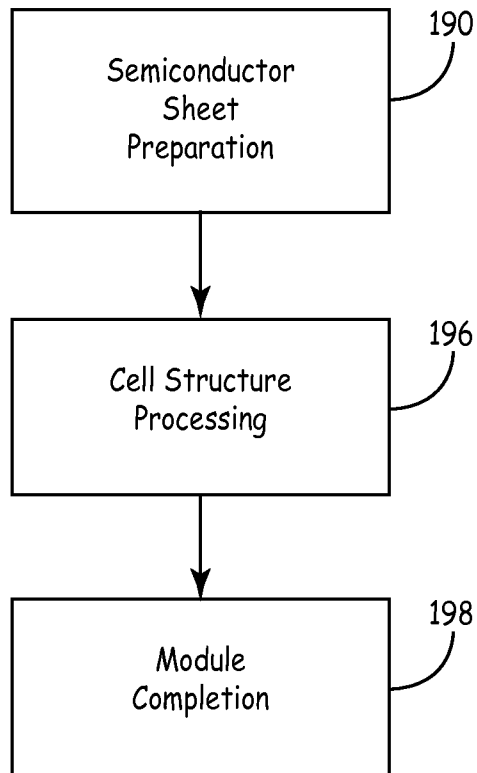 190
Semiconductor
Sheet
Preparation
196
Cell Structure
Processing
198
Module
Completion